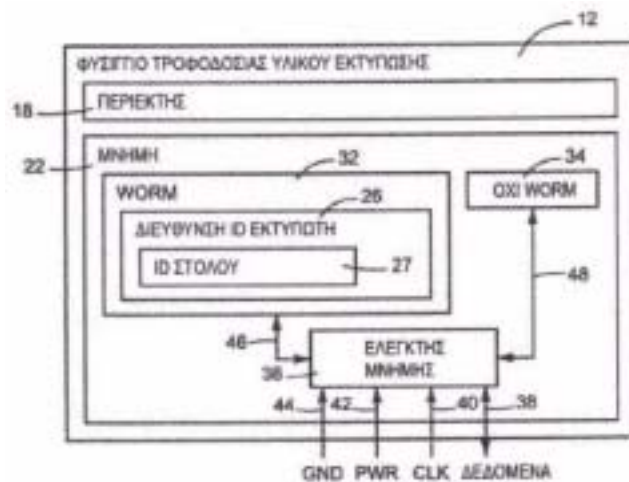 12
ΦΥΣΙΓΓΙΟ ΤΡΟΦΟΔΟΣΙΑΣ ΥΛΙΚΟΥ ΕΚΤΥΠΩΣΗΣ
18
ΠΕΡΙΕΚΤΗΣ
22
ΜΝΗΜΗ
32
34
WORM
ΟΧΙ WORM
26
ΔΙΕΥΘΥΝΣΗ ID ΕΚΤΥΠΩΤΗ
ID ΣΤΟΛΟΥ
27
48
46
ΕΛΕΓΚΤΗΣ
ΜΝΗΜΗΣ
36
44 42 40 38
GND PWR CLK ΔΕΔΟΜΕΝΑ